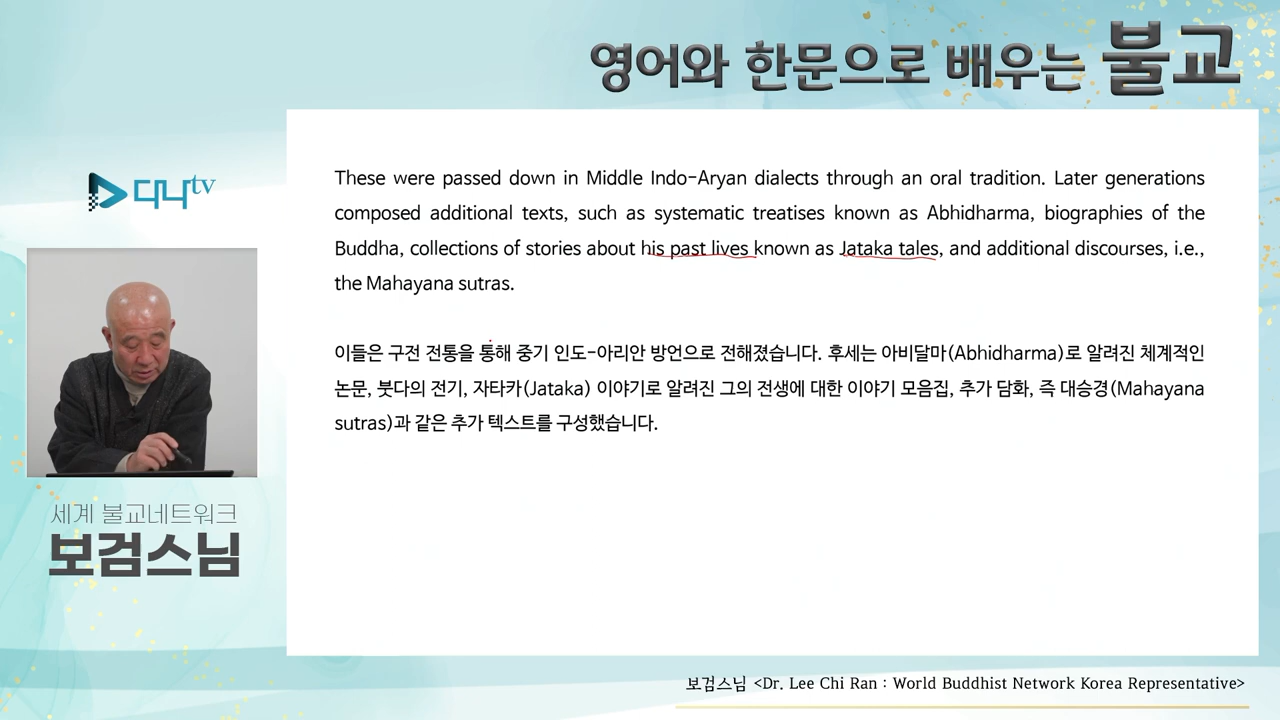 영어와 한문으로 배우는 불교
디나tv
These were passed down in Middle Indo-Aryan dialects through an oral tradition. Later generations
composed additional texts, such as systematic treatises known as Abhidharma, biographies of the
Buddha, collections of stories about his past lives known as Jataka tales, and additional discourses, i.e.,
the Mahayana sutras.
이들은 구전 전통을 통해 중기 인도-아리안 방언으로 전해졌습니다. 후세는 아비달마(Abhidharma)로 알려진 체계적인
논문, 붓다의 전기, 자타카(Jataka) 이야기로 알려진 그의 전생에 대한 이야기 모음집, 추가 담화, 즉 대승경(Mahayana
sutras)과 같은 추가 텍스트를 구성했습니다.
세계 불교네트워크
보검스님
보검스님 <Dr. Lee Chi Ran : World Buddhist Network Korea Representative>